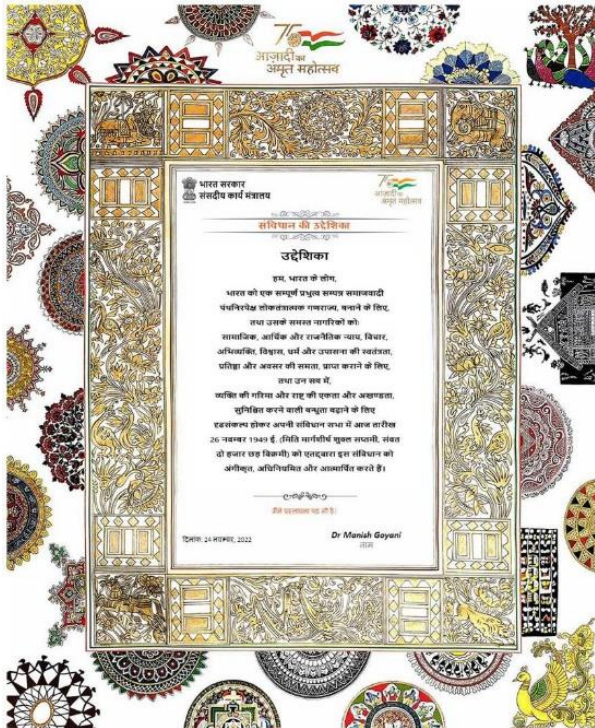 आज़ादी का
अमृत महोत्सव
भारत सरकार
संसदीय कार्य मंत्रालय
आज़ादी का
अमृत महोत्सव
संविधान की उद्देशिका
उद्देशिका
हम, भारत के लोग,
भारत को एक सम्पूर्ण प्रभुत्व सम्पन्न समाजवादी
पंथनिरपेक्ष लोकतंत्रात्मक गणराज्य, बनाने के लिए,
तथा उसके समस्त नागरिकों को:
सामाजिक, आर्थिक और राजनैतिक न्याय, विचार,
अभिव्यक्ति, विश्वास, धर्म और उपासना की स्वतंत्रता,
प्रतिष्ठा और अवसर की समता, प्राप्त कराने के लिए,
तथा उन सब में,
व्यक्ति की गरिमा और राष्ट्र की एकता और अखण्डता,
सुनिश्चित करने वाली बन्धुता बढ़ाने के लिए
दृढसंकल्प होकर अपनी संविधान सभा में आज तारीख
26 नवम्बर 1949 ई. (मिति मार्गशीर्ष शुक्ल सप्तमी, संवत
दो हजार छह विक्रमी) को एतद्द्वारा इस संविधान को
अंगीकृत, अधिनियमित और आत्मार्पित करते हैं।
मैंने प्रस्तावना पढ़ ली है।
दिनांक: 24 नवम्बर, 2022
Dr Manish Goyani
नाम